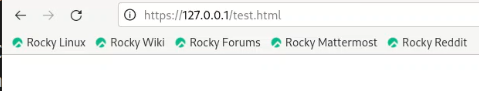 https://127.0.0.1/test.html
Rocky Linux Rocky Wiki Rocky Forums Rocky Mattermost Rocky Reddit